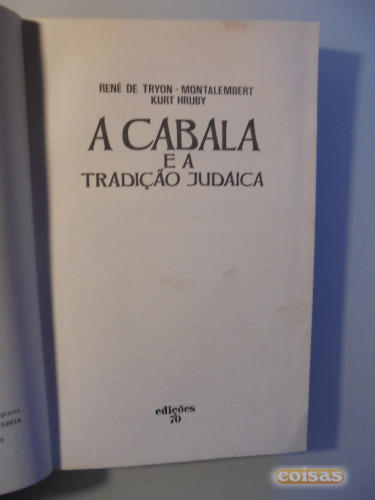 RENÉ DE TRYON - MONTALEMBERT
KURT HRUBY
A CABALA
E A
TRADIÇÃO JUDAICA
edições
70
coisas